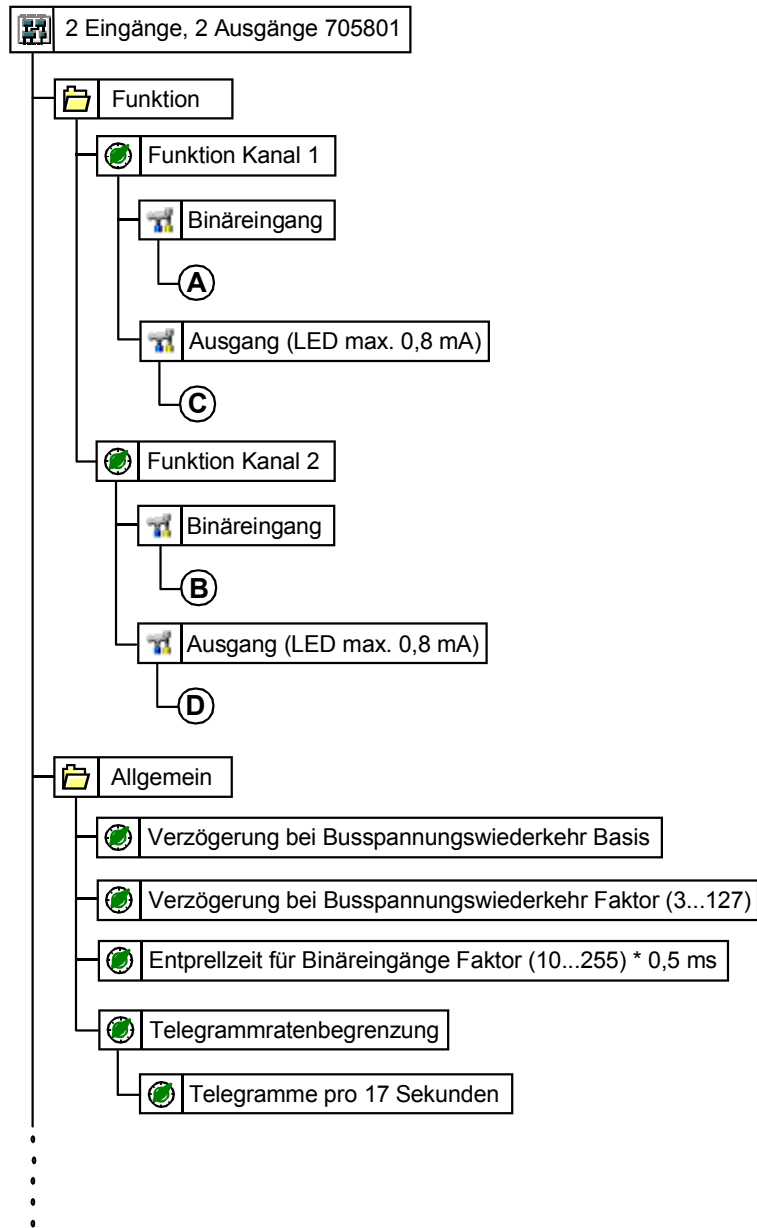 2 Eingänge, 2 Ausgänge 705801
Funktion
Funktion Kanal 1
Binäreingang
A
Ausgang (LED max. 0,8 mA)
C
Funktion Kanal 2
Binäreingang
B
Ausgang (LED max. 0,8 mA)
D
Allgemein
Verzögerung bei Busspannungswiederkehr Basis
Verzögerung bei Busspannungswiederkehr Faktor (3...127)
Entprellzeit für Binäreingänge Faktor (10...255) * 0,5 ms
Telegrammratenbegrenzung
Telegramme pro 17 Sekunden